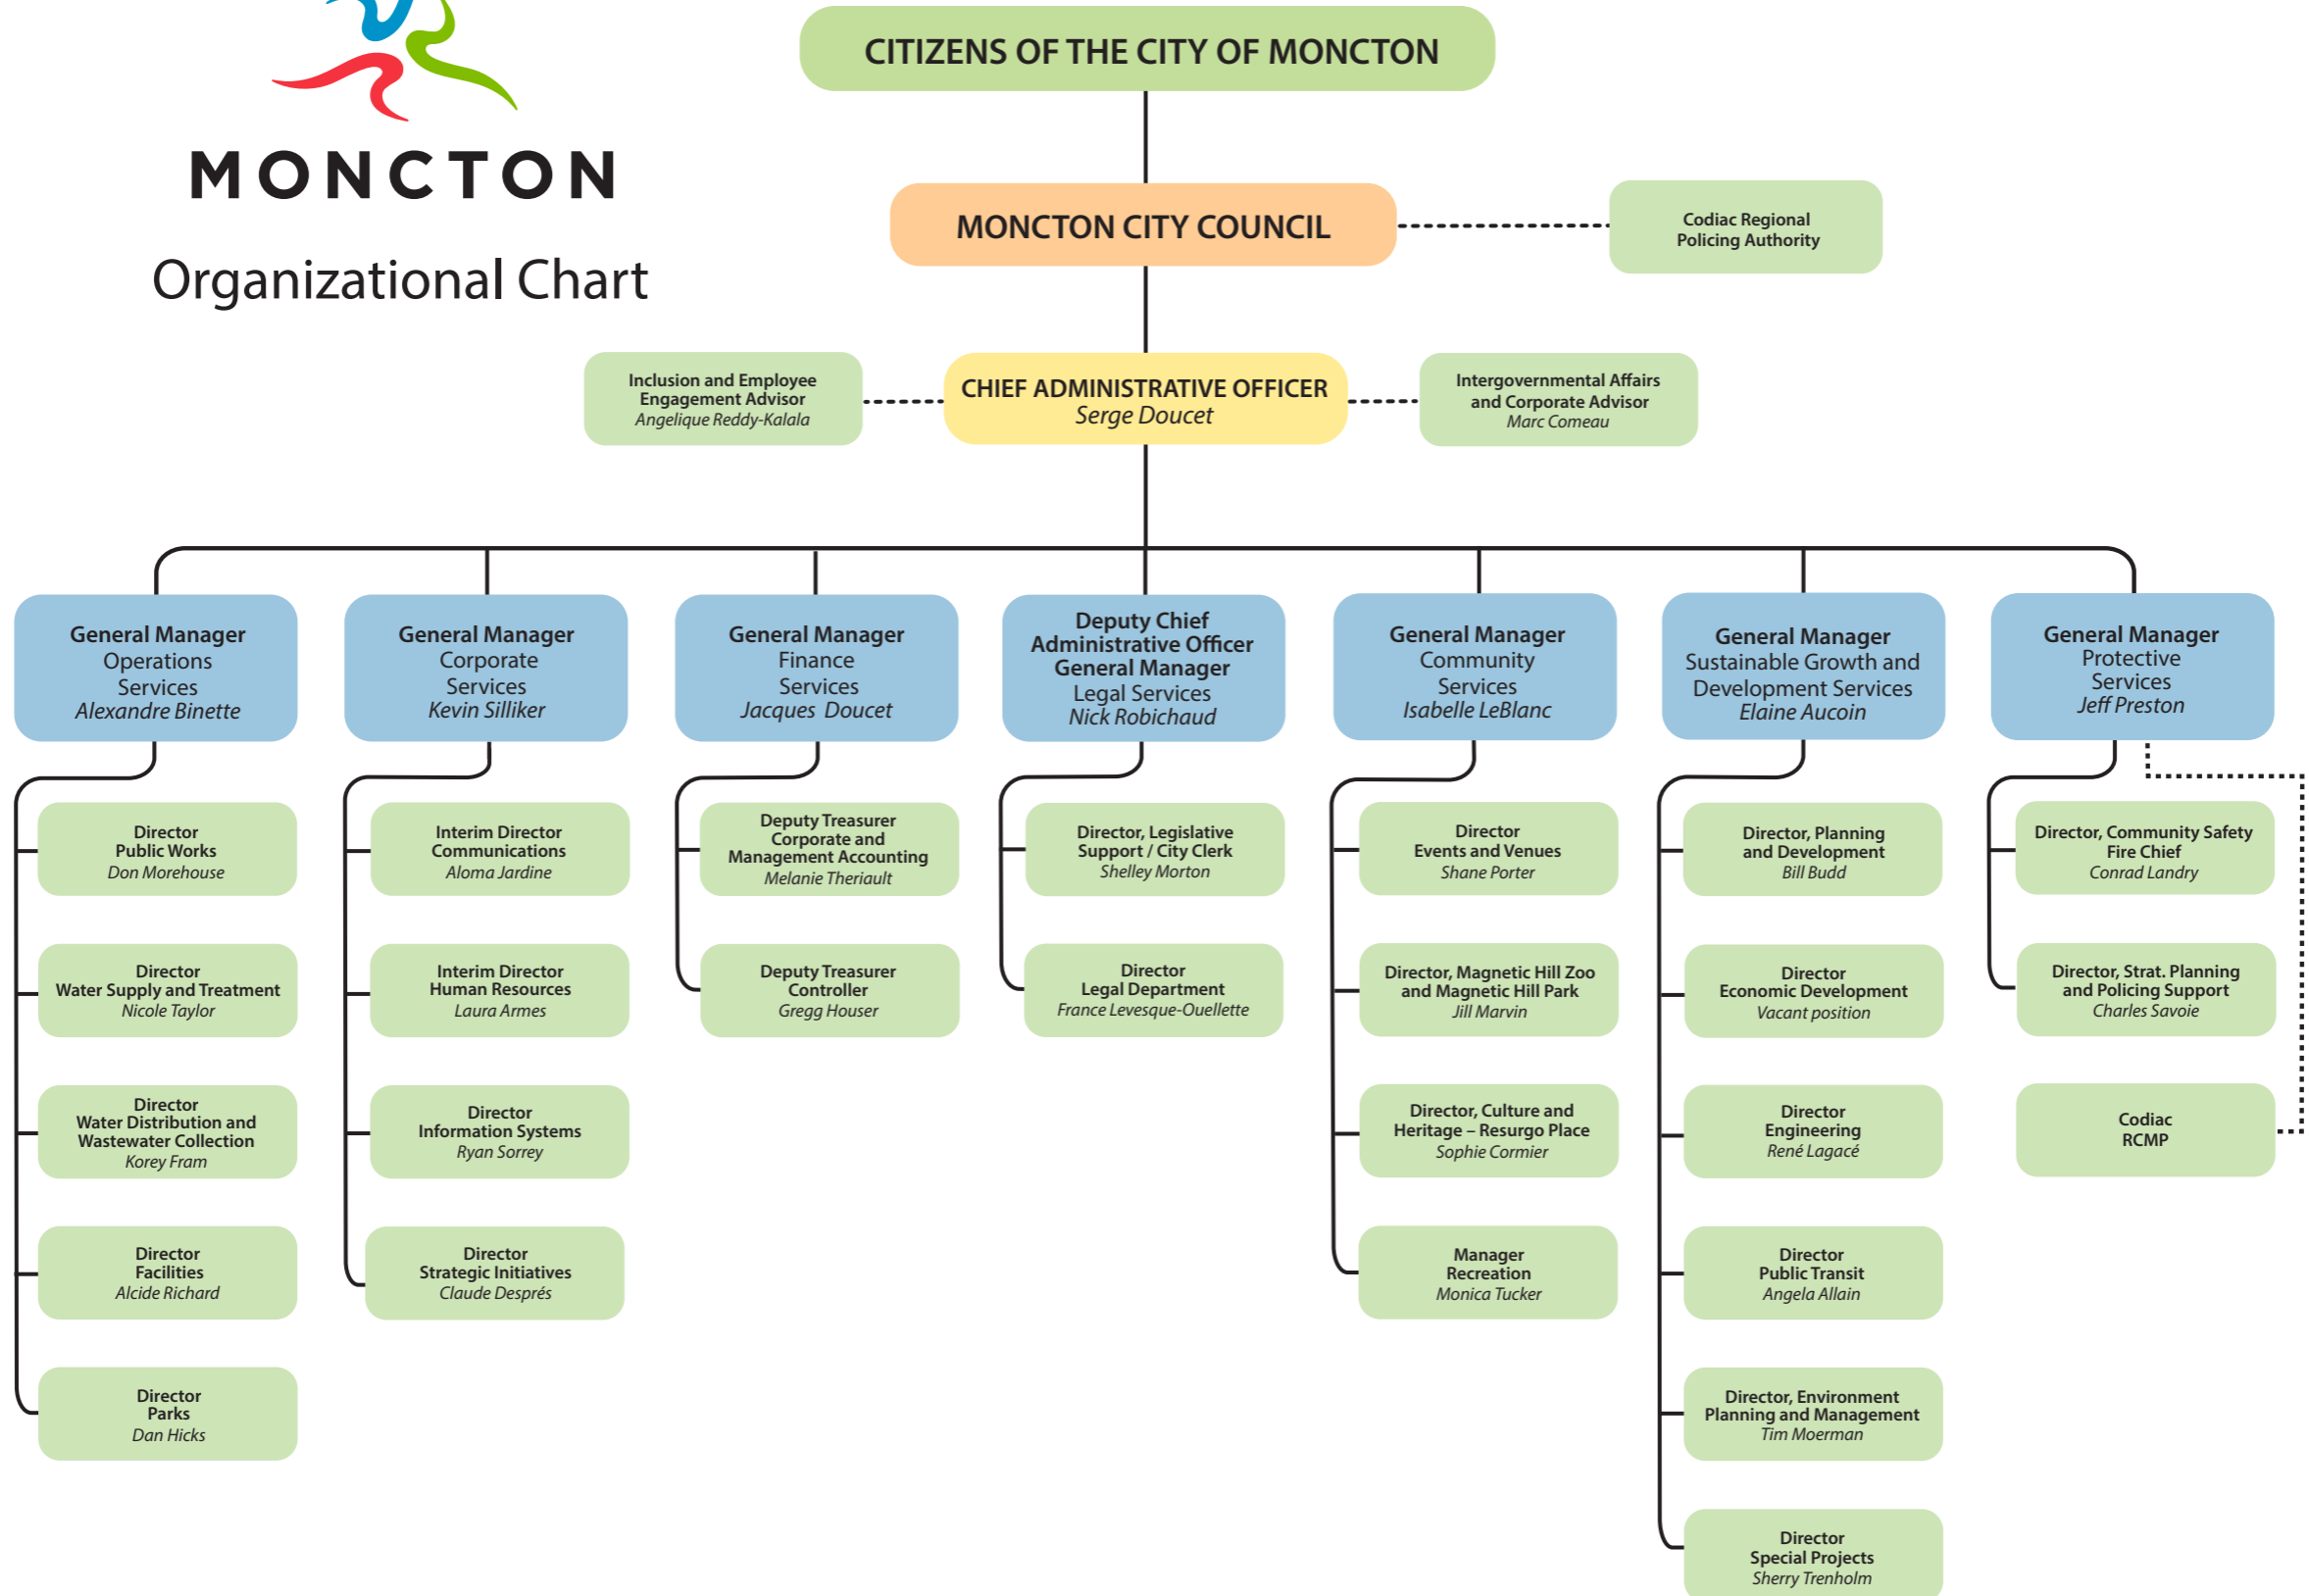 MONCTON
Organizational Chart
CITIZENS OF THE CITY OF MONCTON
MONCTON CITY COUNCIL
Codiac Regional
Policing Authority
Inclusion and Employee
Engagement Advisor
Angelique Reddy-Kalala
CHIEF ADMINISTRATIVE OFFICER
Serge Doucet
Intergovernmental Affairs
and Corporate Advisor
Marc Comeau
General Manager
Operations
Services
Alexandre Binette
General Manager
Corporate
Services
Kevin Silliker
General Manager
Finance
Services
Jacques Doucet
Deputy Chief
Administrative Officer
General Manager
Legal Services
Nick Robichaud
General Manager
Community
Services
Isabelle LeBlanc
General Manager
Sustainable Growth and
Development Services
Elaine Aucoin
General Manager
Protective
Services
Jeff Preston
Director
Public Works
Don Morehouse
Director
Water Supply and Treatment
Nicole Taylor
Director
Water Distribution and
Wastewater Collection
Korey Fram
Director
Facilities
Alcide Richard
Director
Parks
Dan Hicks
Interim Director
Communications
Aloma Jardine
Interim Director
Human Resources
Laura Armes
Director
Information Systems
Ryan Sorrey
Director
Strategic Initiatives
Claude Després
Deputy Treasurer
Corporate and
Management Accounting
Melanie Theriault
Deputy Treasurer
Controller
Gregg Houser
Director, Legislative
Support / City Clerk
Shelley Morton
Director
Legal Department
France Levesque-Ouellette
Director
Events and Venues
Shane Porter
Director, Magnetic Hill Zoo
and Magnetic Hill Park
Jill Marvin
Director, Culture and
Heritage – Resurgo Place
Sophie Cormier
Manager
Recreation
Monica Tucker
Director, Planning
and Development
Bill Budd
Director
Economic Development
Vacant position
Director
Engineering
René Lagacé
Director
Public Transit
Angela Allain
Director, Environment
Planning and Management
Tim Moerman
Director
Special Projects
Sherry Trenholm
Director, Community Safety
Fire Chief
Conrad Landry
Director, Strat. Planning
and Policing Support
Charles Savoie
Codiac
RCMP